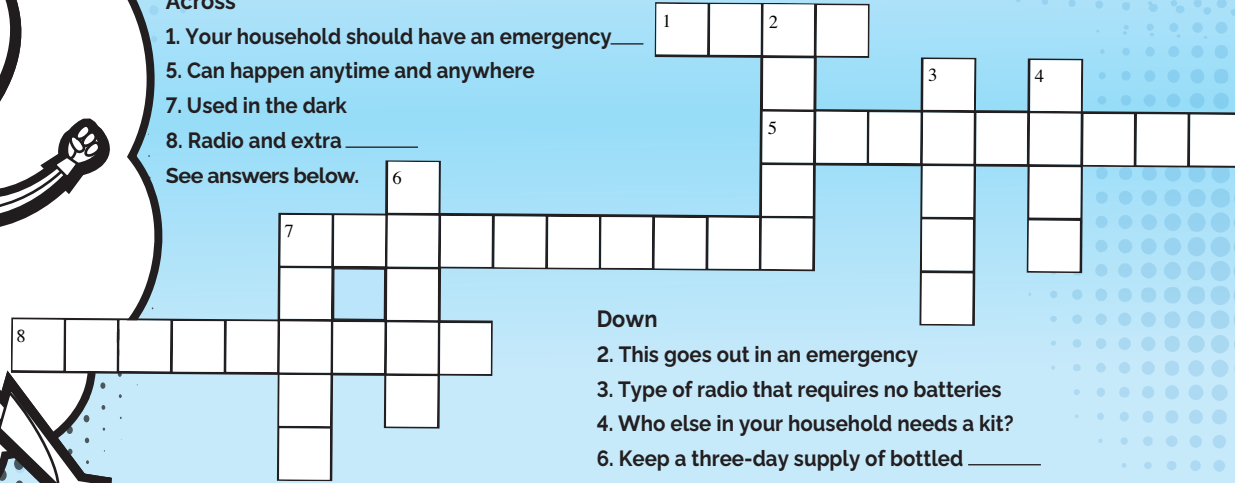 Across
1. Your household should have an emergency___
5. Can happen anytime and anywhere
7. Used in the dark
8. Radio and extra ______
See answers below.
1
2
3
4
5
6
7
8
Down
2. This goes out in an emergency
3. Type of radio that requires no batteries
4. Who else in your household needs a kit?
6. Keep a three-day supply of bottled ______